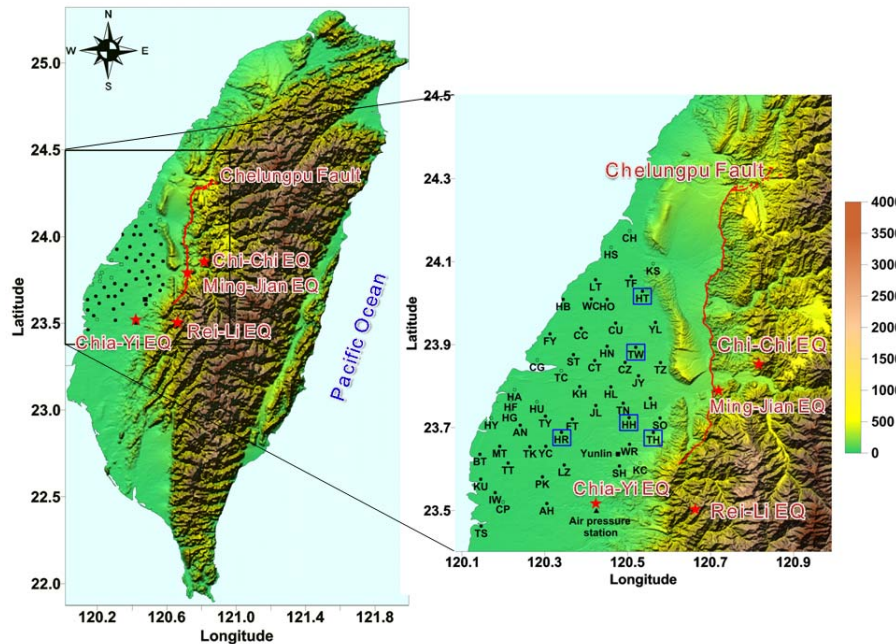 N
W E
S
25.0
24.5
24.0
23.5
23.0
22.5
22.0
Latitude
120.2 120.6 121.0 121.4 121.8
Longitude
Chelungpu Fault
Chi-Chi EQ
Ming-Jian EQ
Rei-Li EQ
Chia-Yi EQ
Pacific Ocean
24.5
24.3
24.1
23.9
23.7
23.5
Latitude
120.1 120.3 120.5 120.7 120.9
Longitude
Chelungpu Fault
CH
HS
KS
TF
LT
HT
HB WC HO
CU YL
FY CC
HN TW
ST
CG CT CZ TZ
TC JY
HA KH HL
HF HU JL TN LH
HG TY
HY FT HH SO
AN HR TH
MT TK YC Yunlin WR
BT
TT LZ SH KC
KU PK
IW
CP AH
TS
Chi-Chi EQ
Ming-Jian EQ
Chia-Yi EQ
Rei-Li EQ
Air pressure
station
4000
3500
3000
2500
2000
1500
1000
500
0